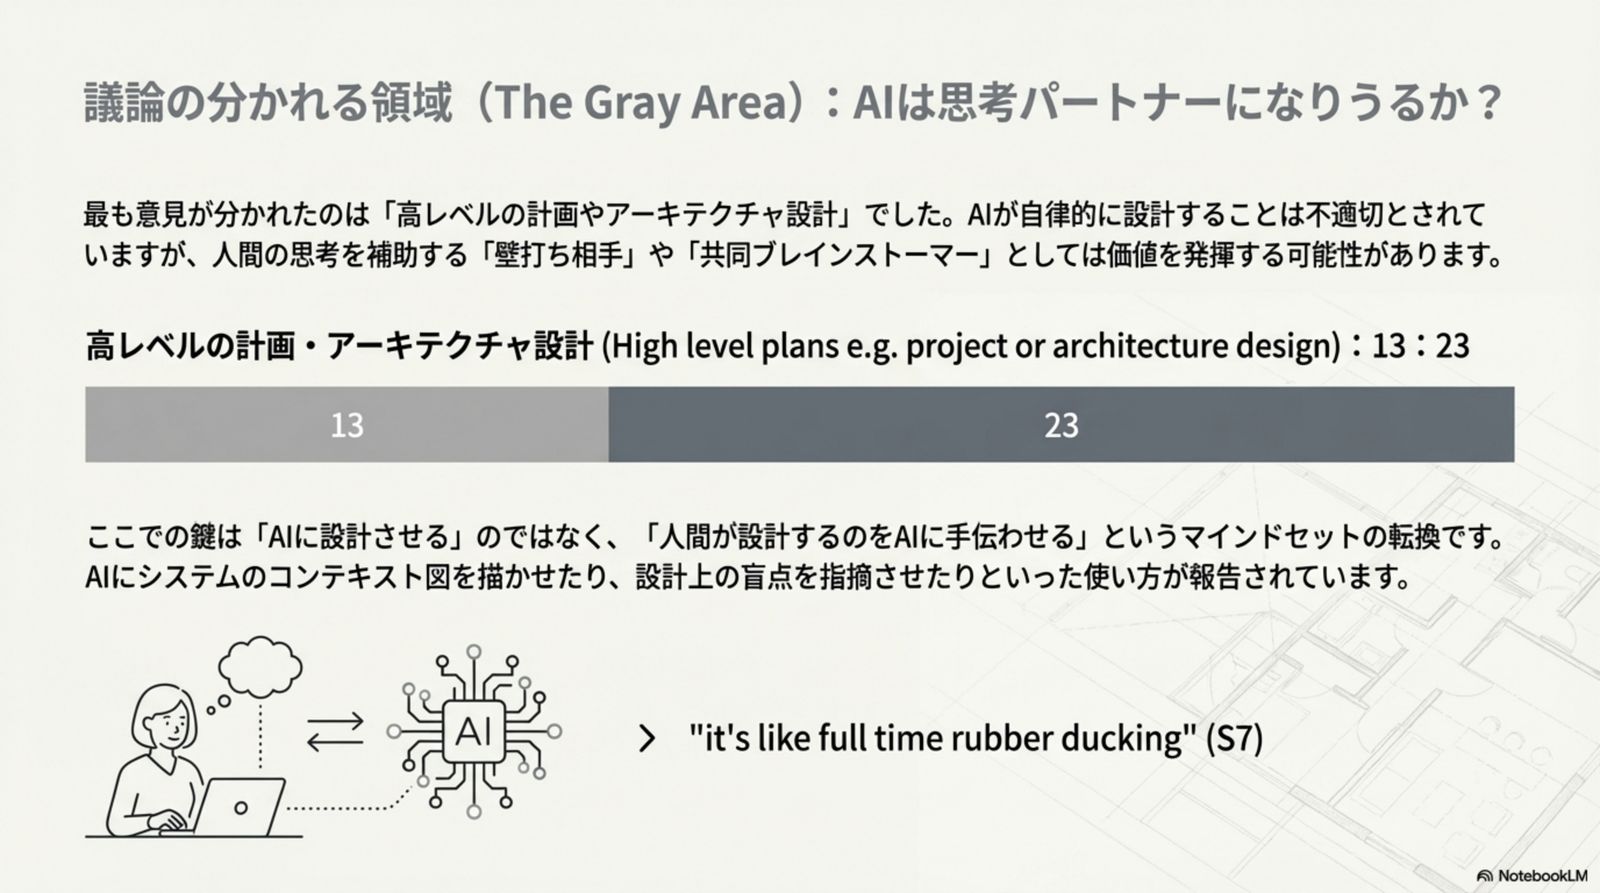 議論の分かれる領域（The Gray Area）：AIは思考パートナーになりうるか？
最も意見が分かれたのは「高レベルの計画やアーキテクチャ設計」でした。AIが自律的に設計することは不適切とされて
いますが、人間の思考を補助する「壁打ち相手」や「共同ブレインストーマー」としては価値を発揮する可能性があります。
高レベルの計画・アーキテクチャ設計 (High level plans e.g. project or architecture design)：13：23
13
23
ここでの鍵は「AIに設計させる」のではなく、「人間が設計するのをAIに手伝わせる」というマインドセットの転換です。
AIにシステムのコンテキスト図を描かせたり、設計上の盲点を指摘させたりといった使い方が報告されています。
AI
"it's like full time rubber ducking" (S7)
NotebookLM